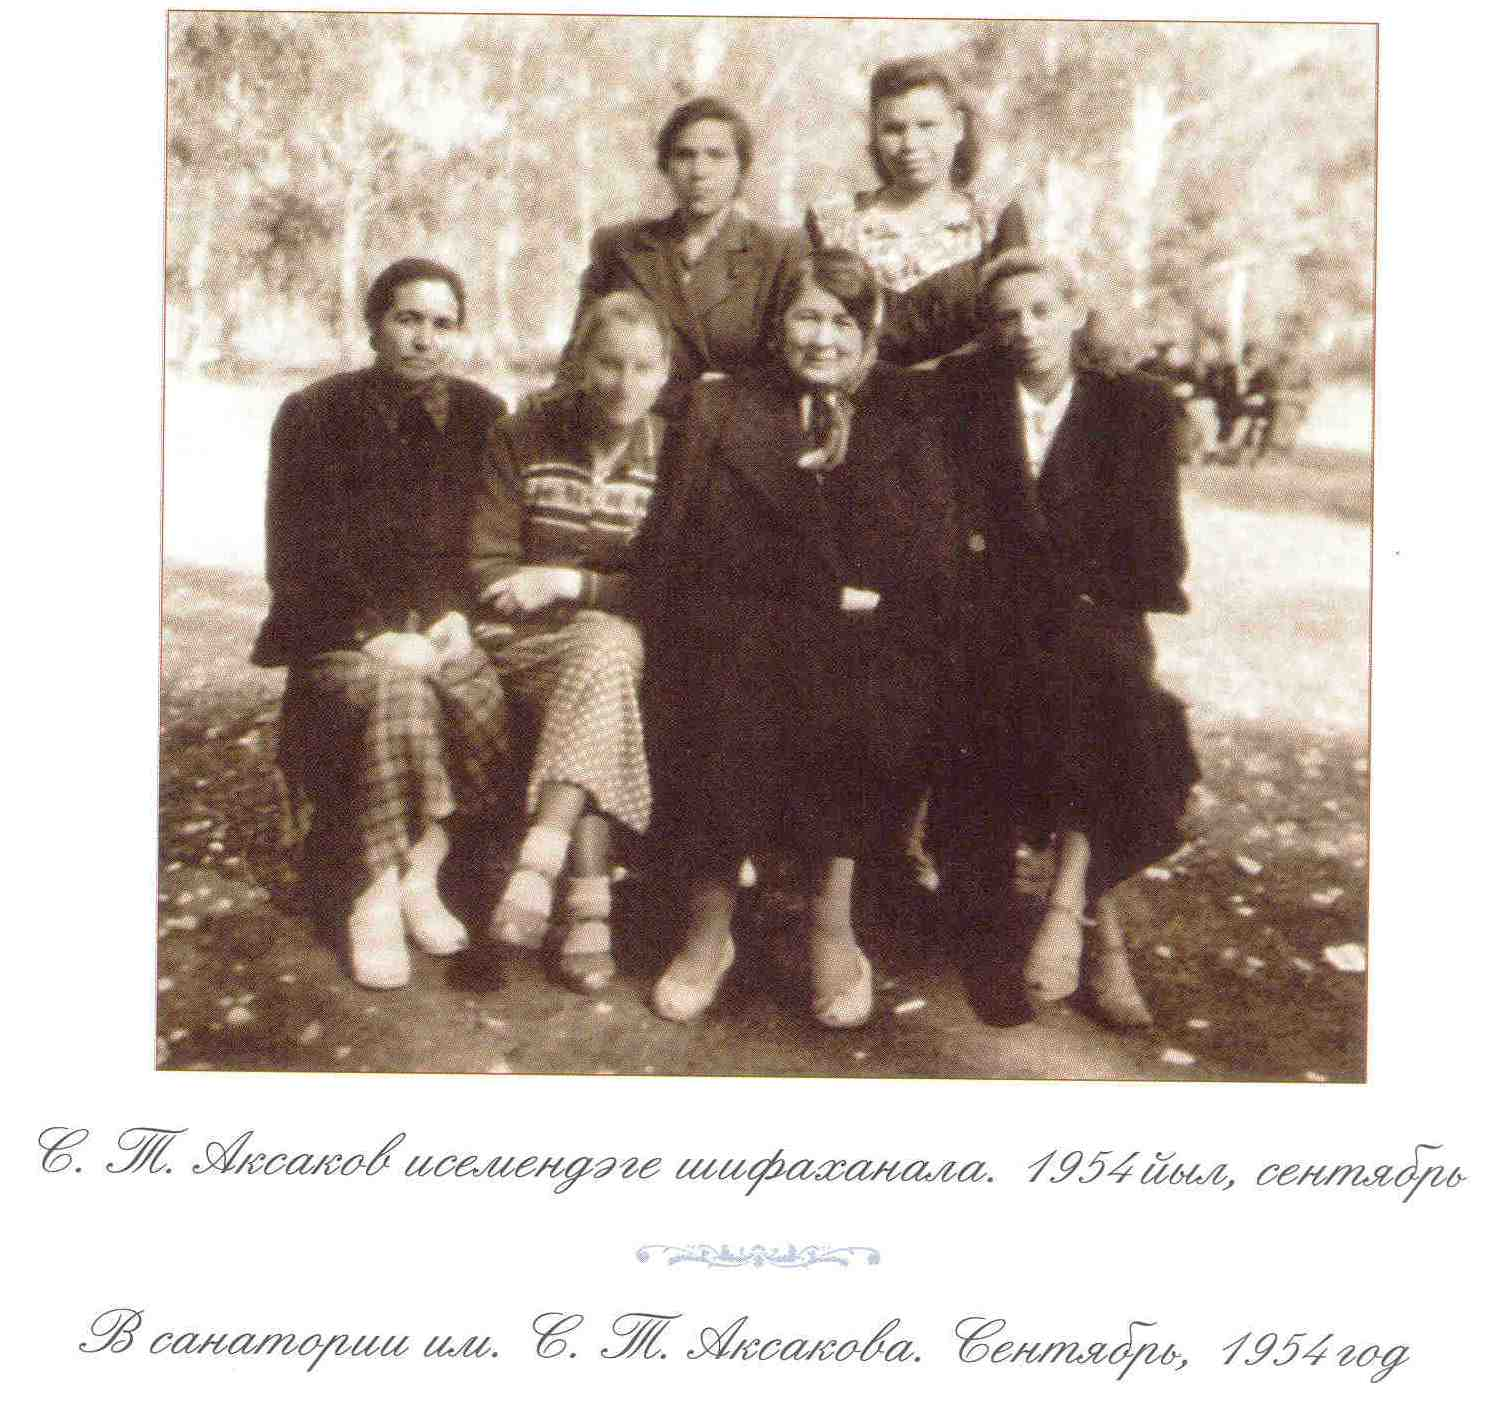 С. Т. Аксаков исемендәге шифаханала. 1954 йыл, сентябрь
В санатории им. С. Т. Аксакова. Сентябрь, 1954 год